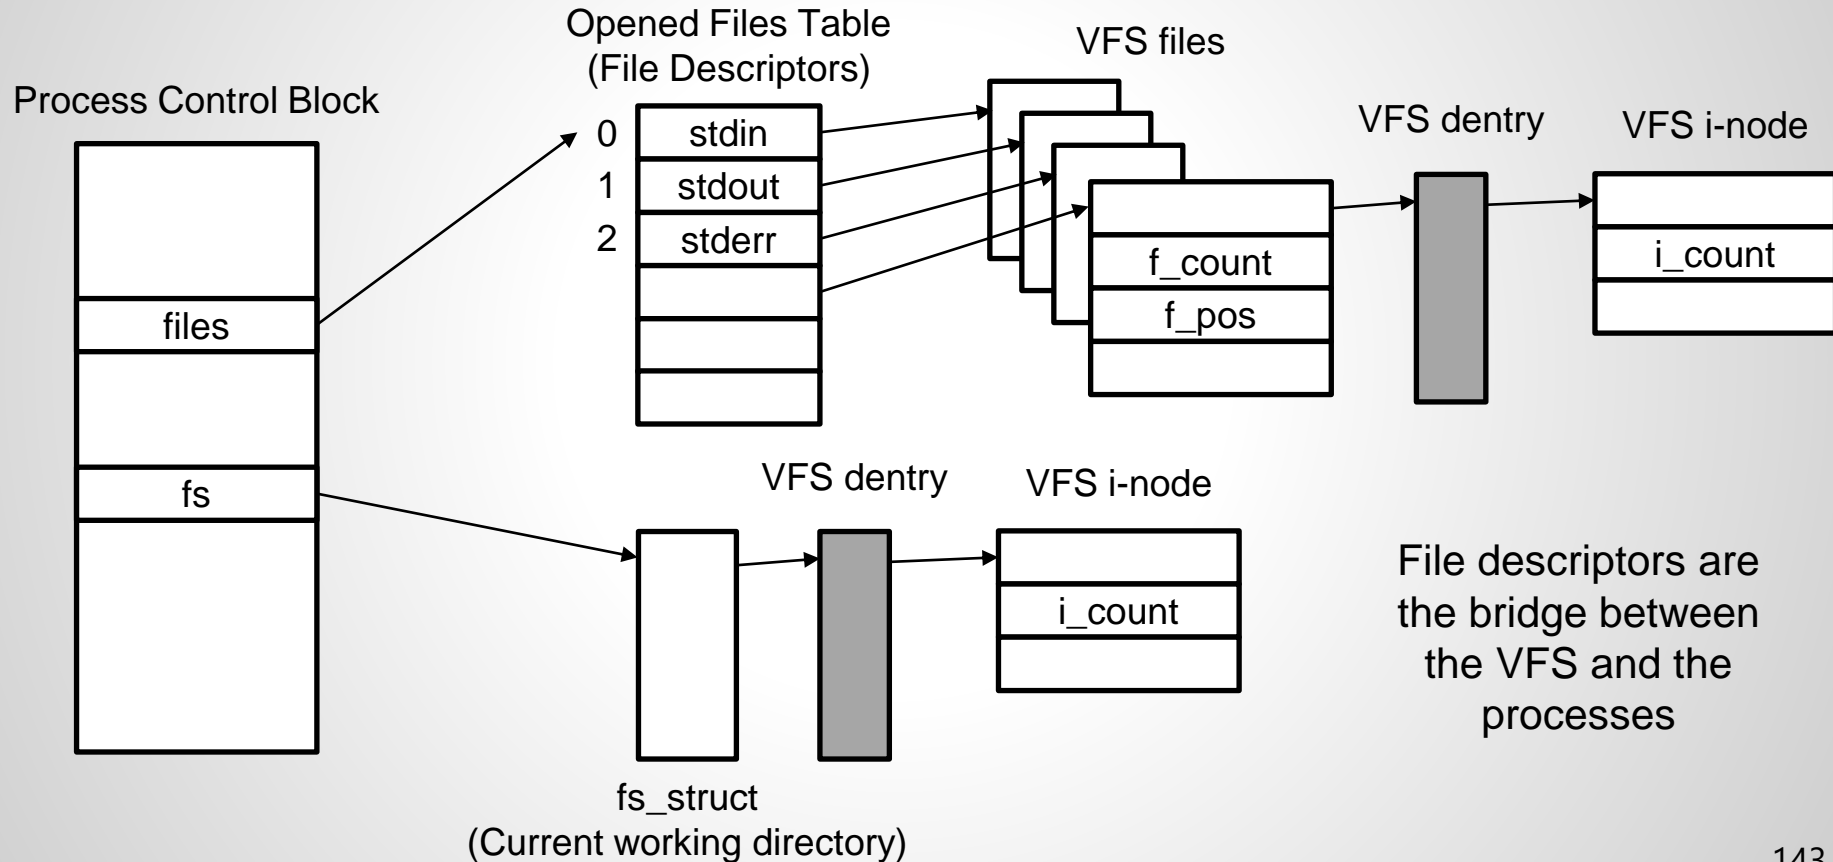 Opened Files Table
(File Descriptors)
VFS files
Process Control Block
VFS dentry
VFS i-node
0
stdin
1
stdout
2
stderr
f_count
i_count
files
f_pos
VFS dentry
VFS i-node
fs
File descriptors are
the bridge between
the VFS and the
processes
i_count
fs_struct
(Current working directory)
143